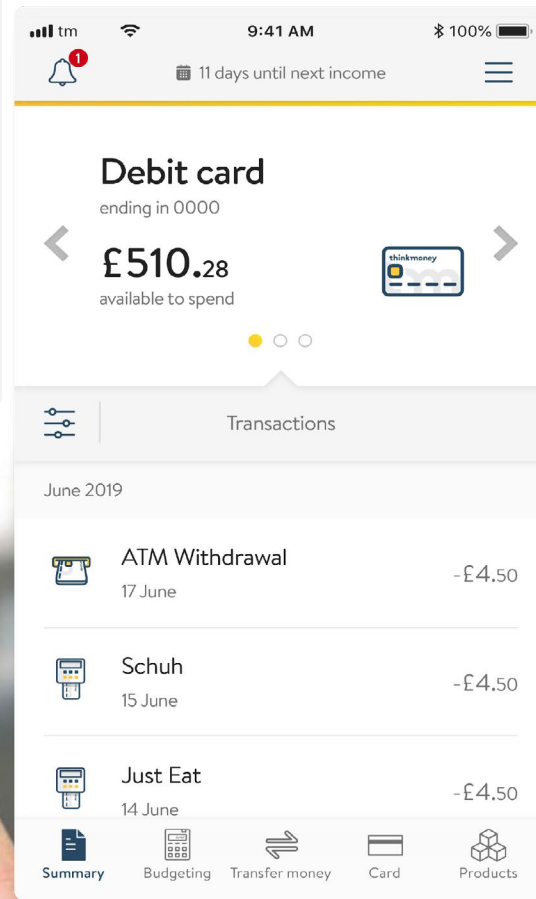 tm 9:41 AM 100%
1
11 days until next income
Debit card
ending in 0000
£510.28
available to spend
thinkmoney
Transactions
June 2019
ATM Withdrawal
17 June
-£4.50
Schuh
15 June
-£4.50
Just Eat
14 June
-£4.50
Summary Budgeting Transfer money Card Products